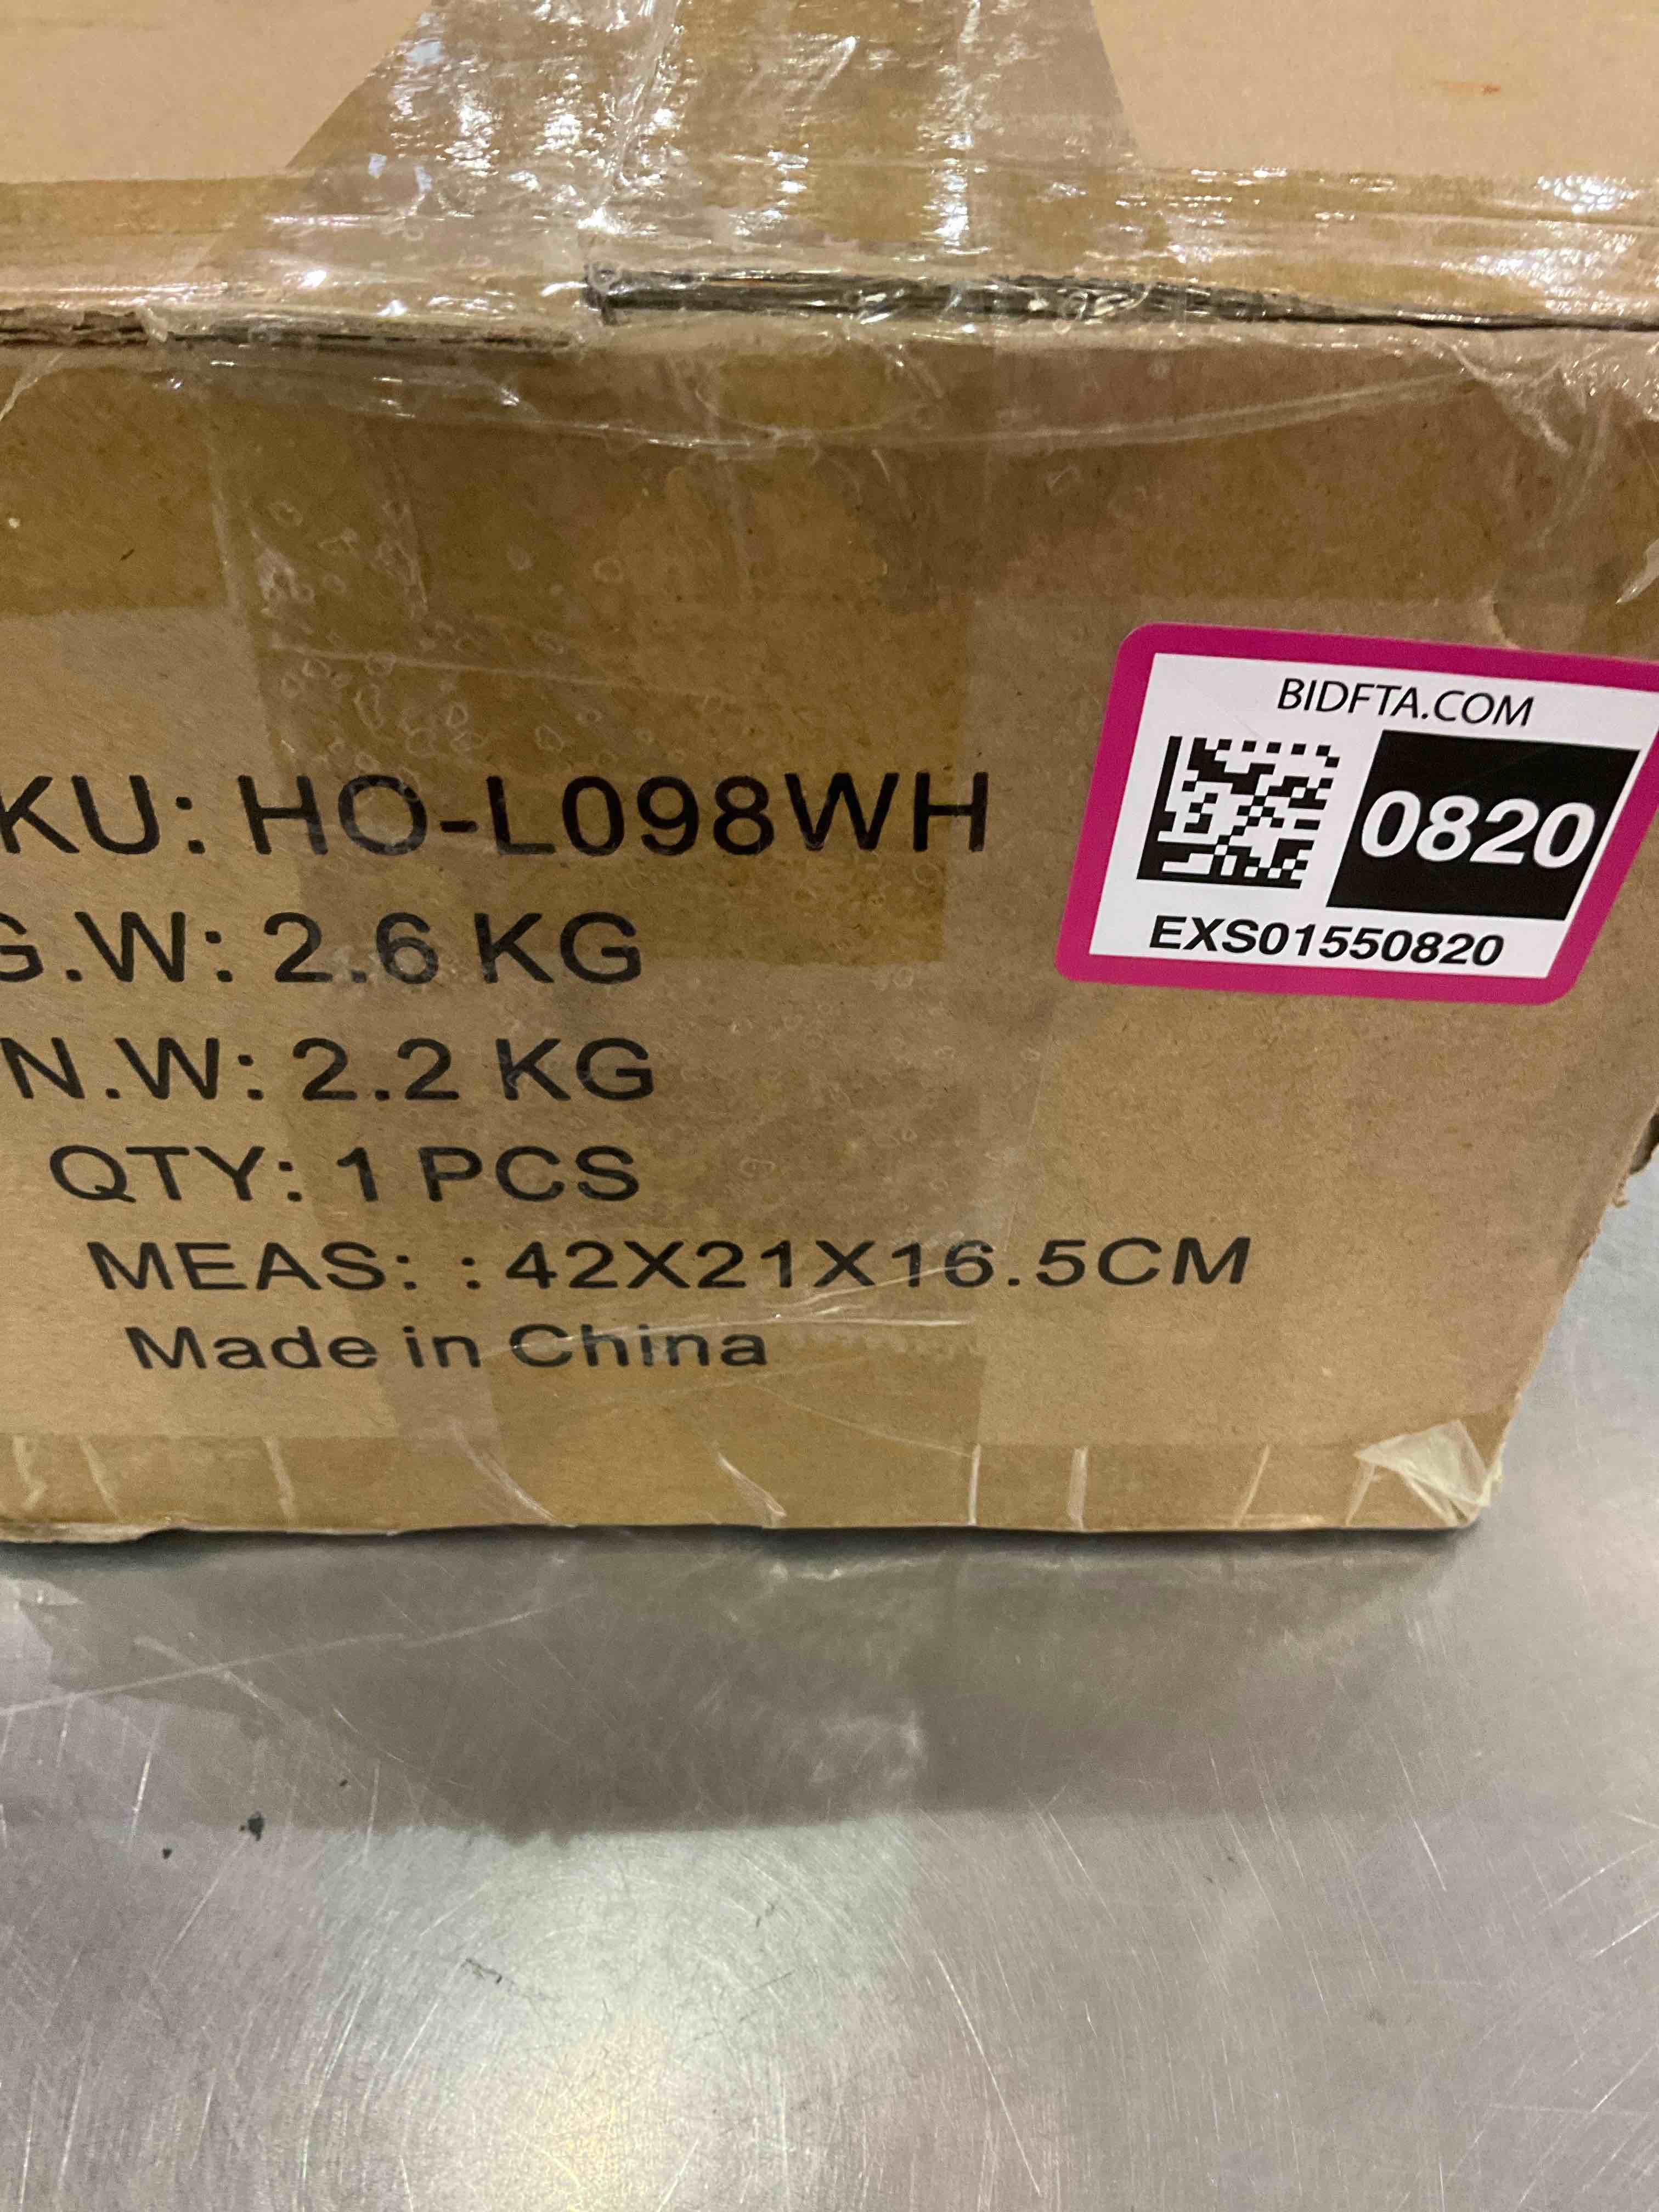 KU: HO-L098WH
G.W: 2.6 KG
N.W: 2.2 KG
QTY: 1 PCS
MEAS: :42X21X16.5CM
Made in China
BIDFTA.COM
0820
EXS01550820